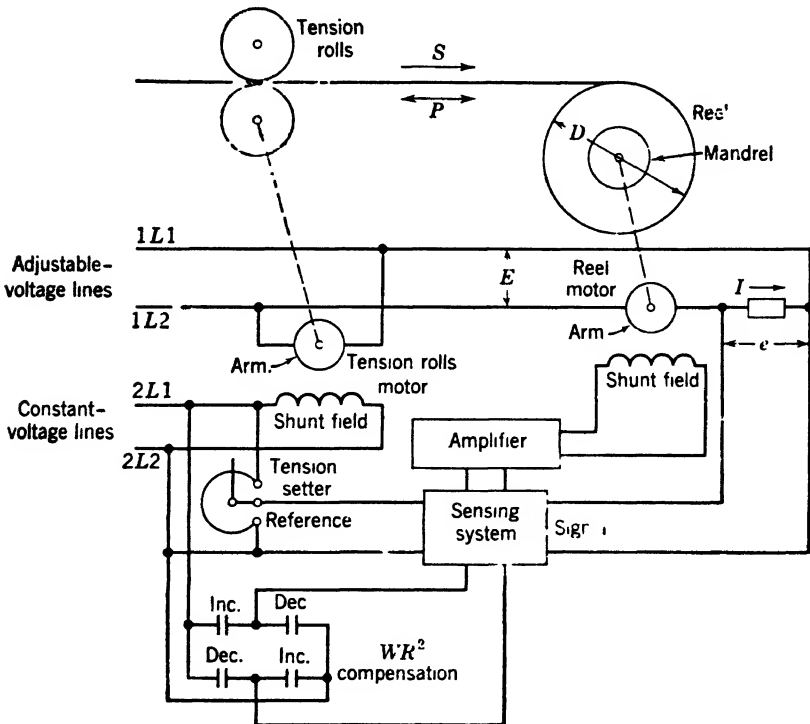 Tension
rolls
S
P
D
Mandrel
1L1
Adjustable-
voltage lines
1L2
E
Reel
motor
I
Arm
e
Arm.
Tension rolls
motor
Shunt field
2L1
Constant-
voltage lines
2L2
Shunt field
Amplifier
Tension
setter
Reference
Sensing
system
Inc.
Dec
Dec.
Inc.
WR²
compensation